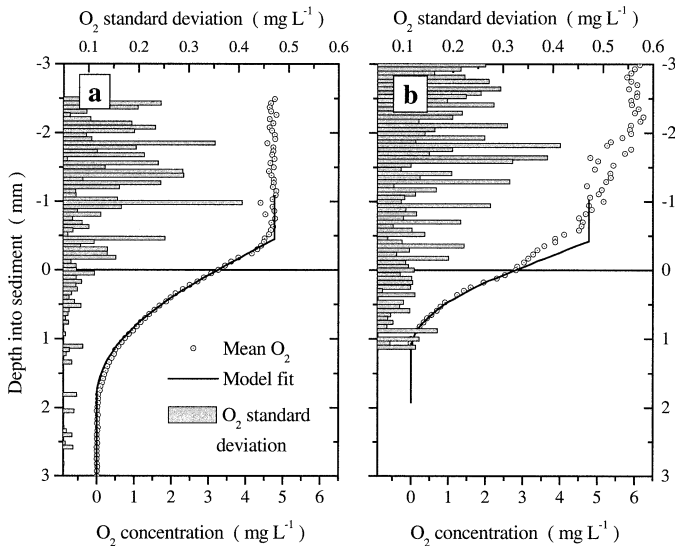 O₂ standard deviation ( mg L⁻¹ )
O₂ standard deviation ( mg L⁻¹ )
0.1 0.2 0.3 0.4 0.5 0.6
0.1 0.2 0.3 0.4 0.5 0.6
-3
-2
-1
0
1
2
3
Depth into sediment ( mm )
a
Mean O₂
Model fit
O₂ standard
deviation
b
-3
-2
-1
0
1
2
3
0 1 2 3 4 5 6
0 1 2 3 4 5 6
O₂ concentration ( mg L⁻¹ )
O₂ concentration ( mg L⁻¹ )